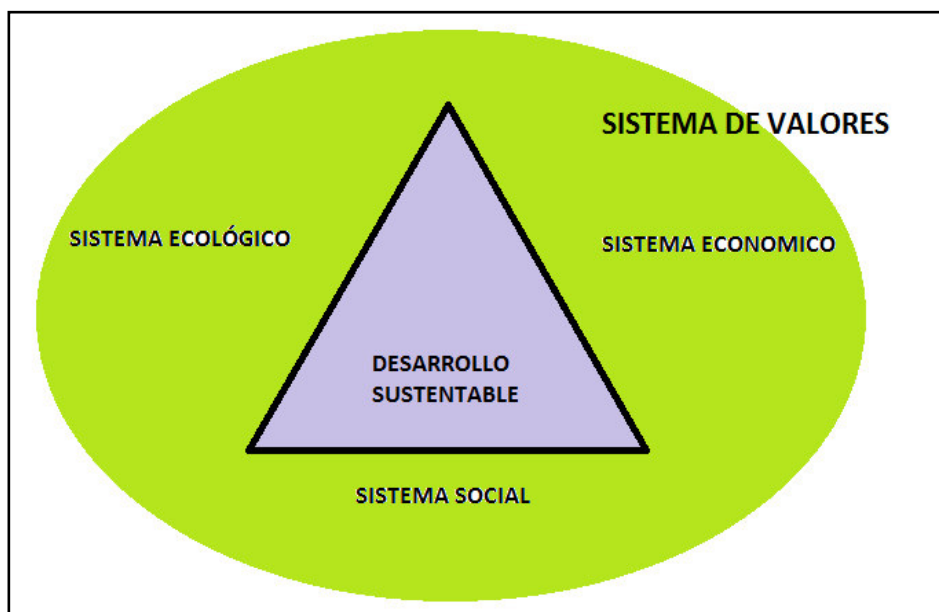 SISTEMA DE VALORES
SISTEMA ECOLÓGICO
SISTEMA ECONOMICO
DESARROLLO
SUSTENTABLE
SISTEMA SOCIAL